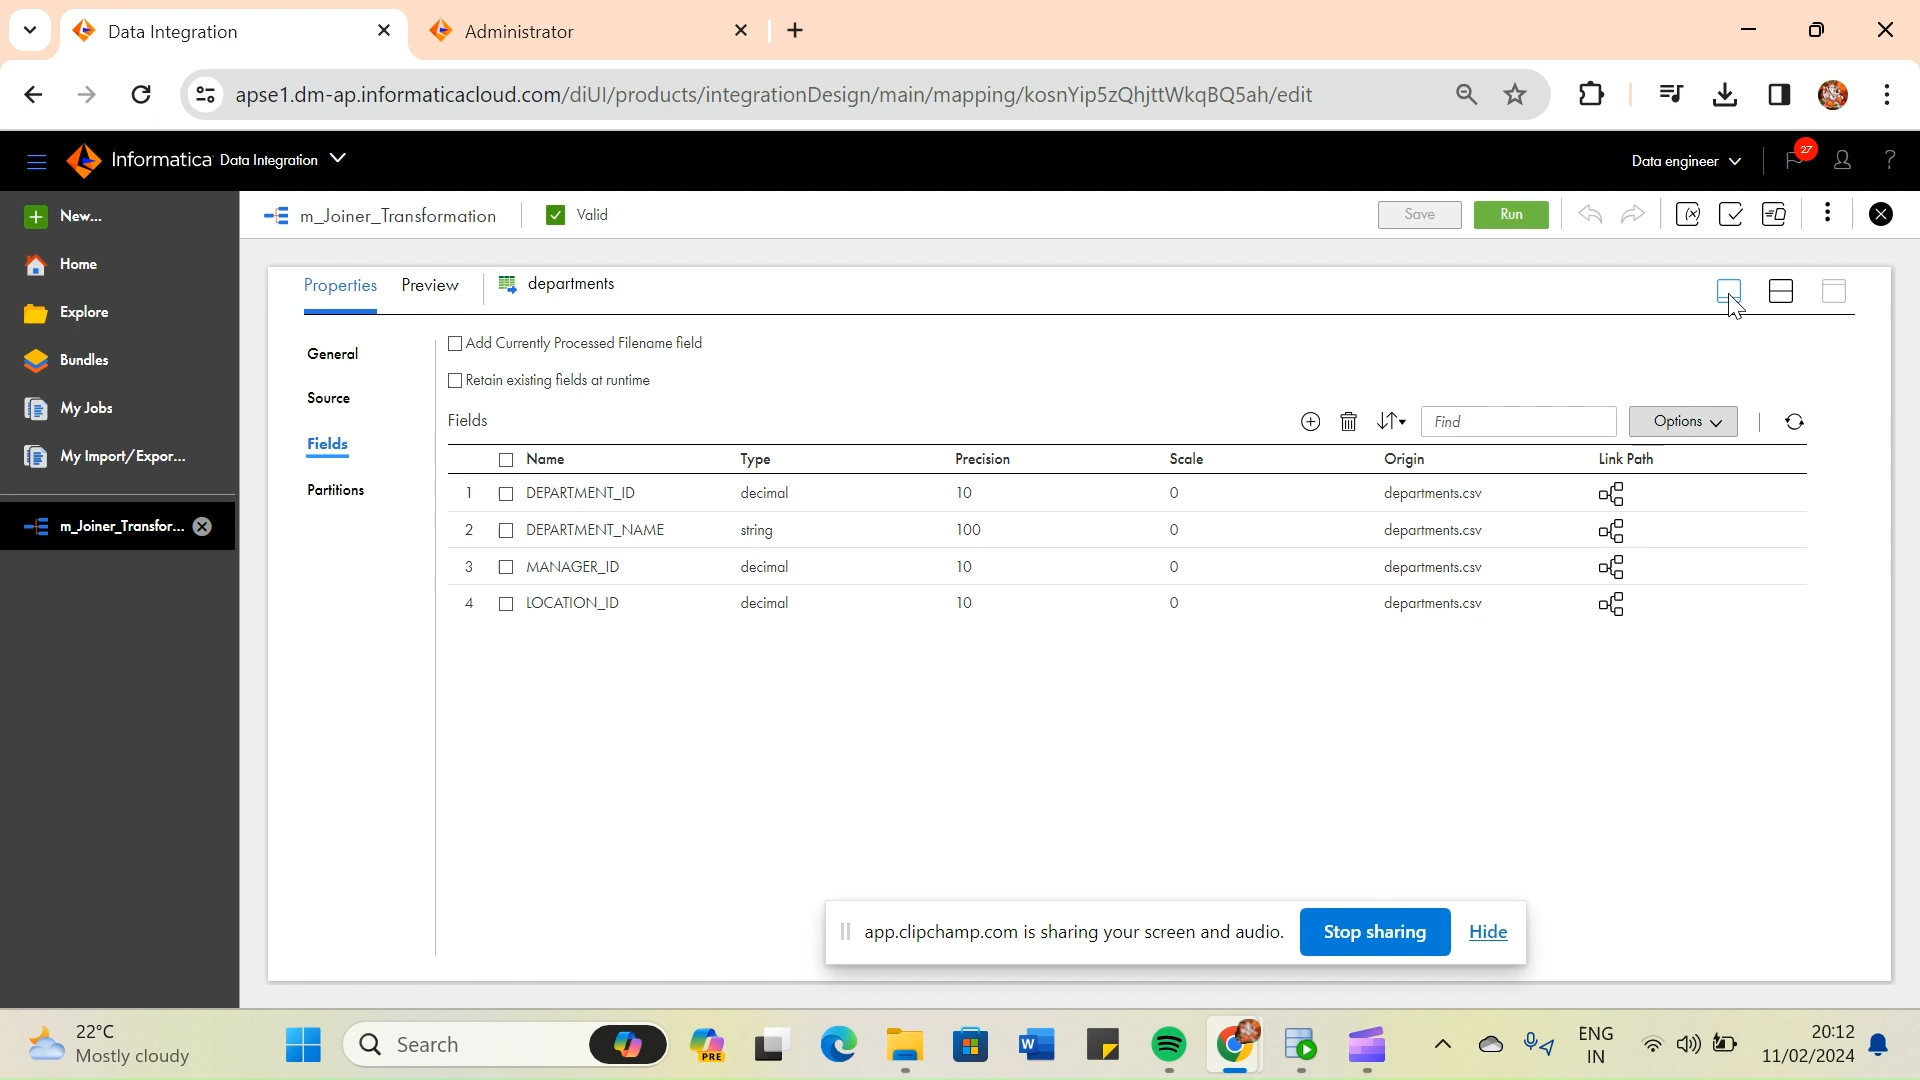 Data Integration
Administrator
apse1.dm-ap.informaticacloud.com/diUI/products/integrationDesign/main/mapping/kosnYip5zQhjttWkqBQ5ah/edit
Informatica Data Integration
Data engineer
27
?
New...
Home
Explore
Bundles
My Jobs
My Import/Expor...
m_Joiner_Transfor...
m_Joiner_Transformation
Valid
Save
Run
Properties
Preview
departments
General
Source
Fields
Partitions
Add Currently Processed Filename field
Retain existing fields at runtime
Fields
Find
Options
Name Type Precision Scale Origin Link Path
1 DEPARTMENT_ID decimal 10 0 departments.csv
2 DEPARTMENT_NAME string 100 0 departments.csv
3 MANAGER_ID decimal 10 0 departments.csv
4 LOCATION_ID decimal 10 0 departments.csv
app.clipchamp.com is sharing your screen and audio.
Stop sharing
Hide
22°C
Mostly cloudy
Search
PRE
W
ENG
IN
20:12
11/02/2024